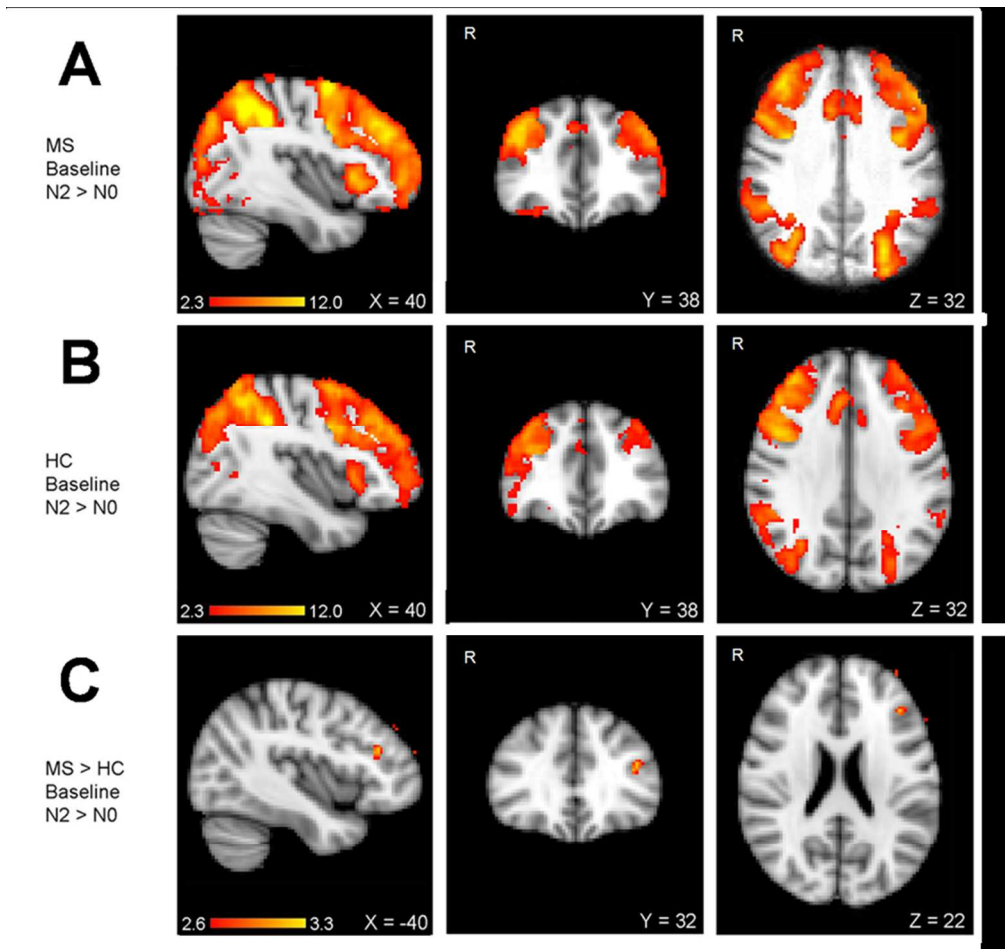 A
MS
Baseline
N2 > N0
2.3 12.0 X = 40
R
Y = 38
R
Z = 32
B
HC
Baseline
N2 > N0
2.3 12.0 X = 40
R
Y = 38
R
Z = 32
C
MS > HC
Baseline
N2 > N0
2.6 3.3 X = -40
R
Y = 32
R
Z = 22